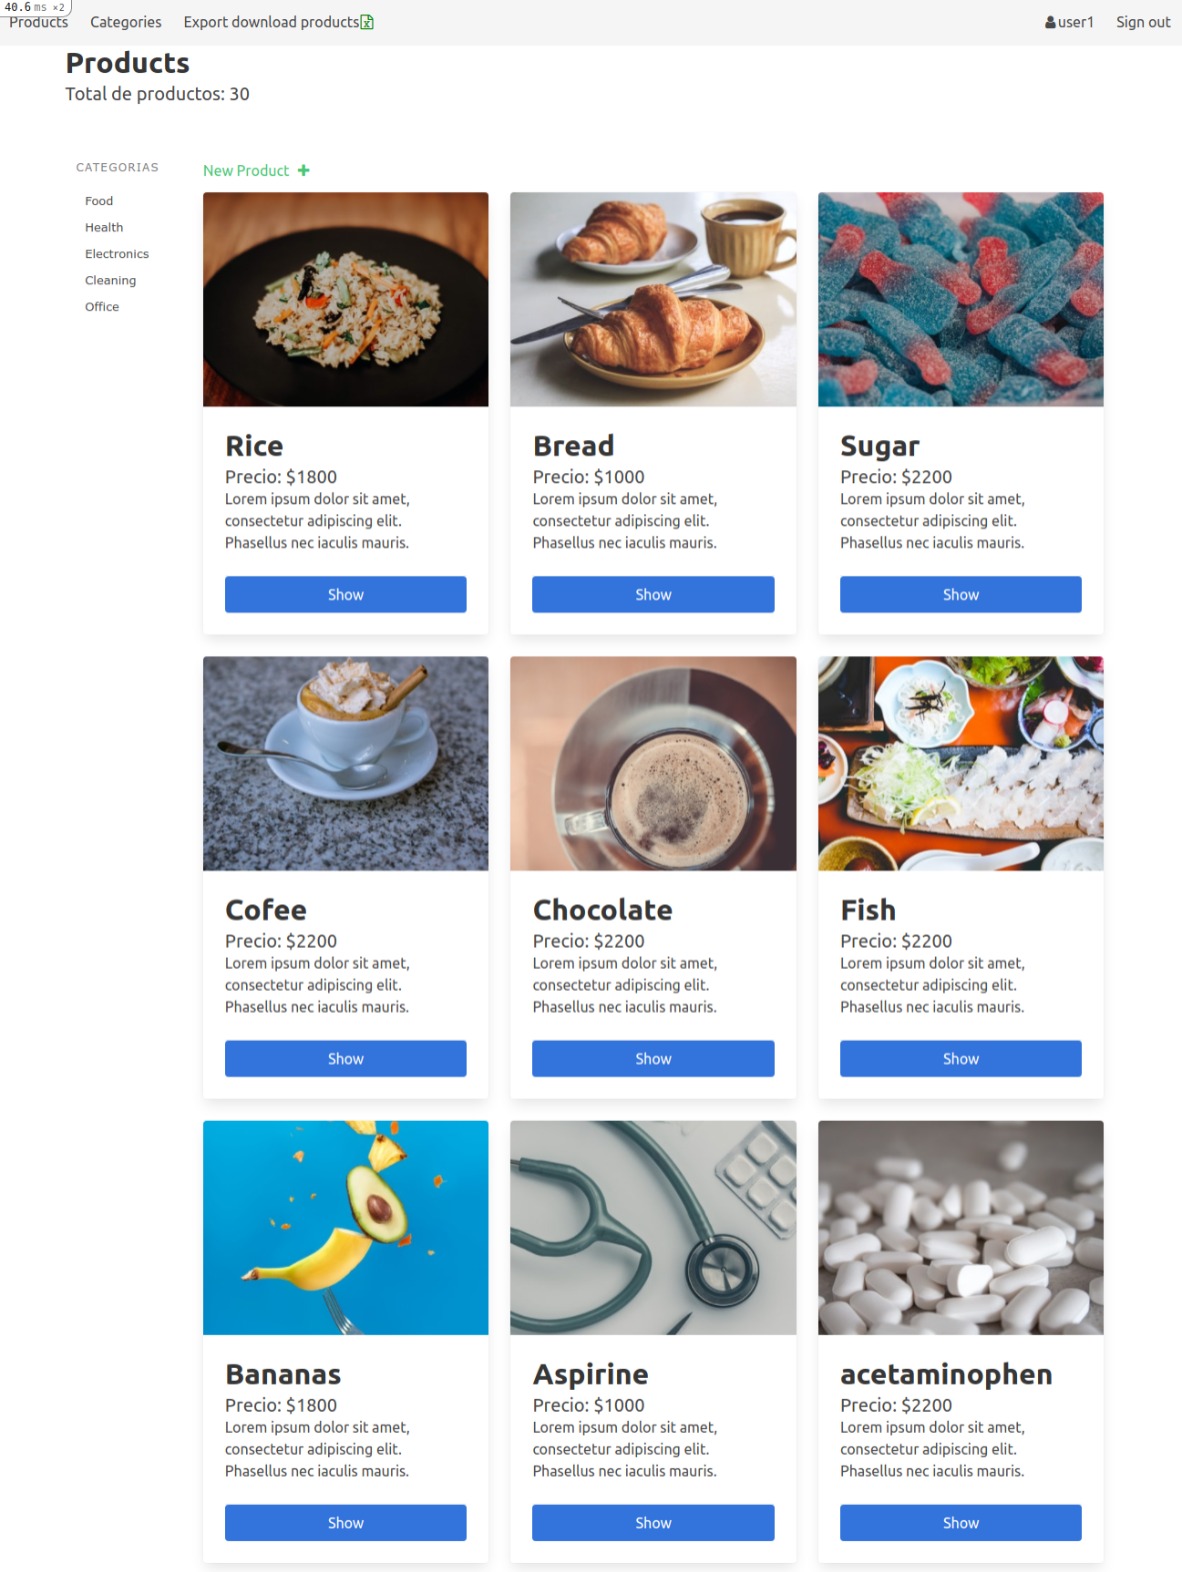 40.6 ms ×2
Products Categories Export download products user1 Sign out
Products
Total de productos: 30
CATEGORIAS
Food
Health
Electronics
Cleaning
Office
New Product
Rice
Precio: $1800
Lorem ipsum dolor sit amet,
consectetur adipiscing elit.
Phasellus nec iaculis mauris.
Show
Bread
Precio: $1000
Lorem ipsum dolor sit amet,
consectetur adipiscing elit.
Phasellus nec iaculis mauris.
Show
Sugar
Precio: $2200
Lorem ipsum dolor sit amet,
consectetur adipiscing elit.
Phasellus nec iaculis mauris.
Show
Cofee
Precio: $2200
Lorem ipsum dolor sit amet,
consectetur adipiscing elit.
Phasellus nec iaculis mauris.
Show
Chocolate
Precio: $2200
Lorem ipsum dolor sit amet,
consectetur adipiscing elit.
Phasellus nec iaculis mauris.
Show
Fish
Precio: $2200
Lorem ipsum dolor sit amet,
consectetur adipiscing elit.
Phasellus nec iaculis mauris.
Show
Bananas
Precio: $1800
Lorem ipsum dolor sit amet,
consectetur adipiscing elit.
Phasellus nec iaculis mauris.
Show
Aspirine
Precio: $1000
Lorem ipsum dolor sit amet,
consectetur adipiscing elit.
Phasellus nec iaculis mauris.
Show
acetaminophen
Precio: $2200
Lorem ipsum dolor sit amet,
consectetur adipiscing elit.
Phasellus nec iaculis mauris.
Show